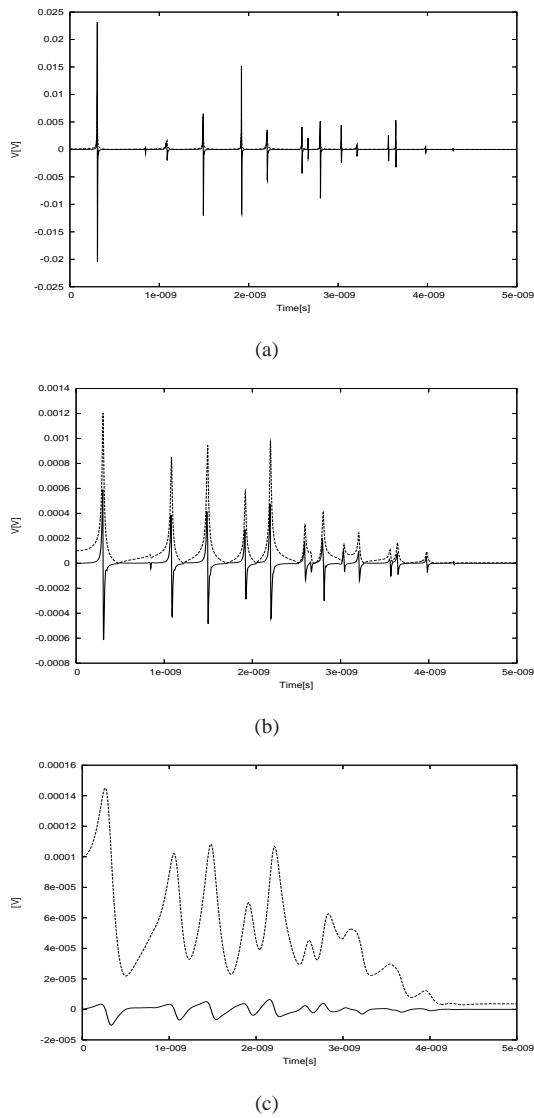 0.025
0.02
0.015
0.01
0.005
0
-0.005
-0.01
-0.015
-0.02
-0.025
V[V]
0 1e-009 2e-009 3e-009 4e-009 5e-009
Time[s]
(a)
0.0014
0.0012
0.001
0.0008
0.0006
0.0004
0.0002
0
-0.0002
-0.0004
-0.0006
-0.0008
V[V]
0 1e-009 2e-009 3e-009 4e-009 5e-009
Time[s]
(b)
0.00016
0.00014
0.00012
0.0001
8e-005
6e-005
4e-005
2e-005
0
-2e-005
[V]
0 1e-009 2e-009 3e-009 4e-009 5e-009
Time[s]
(c)